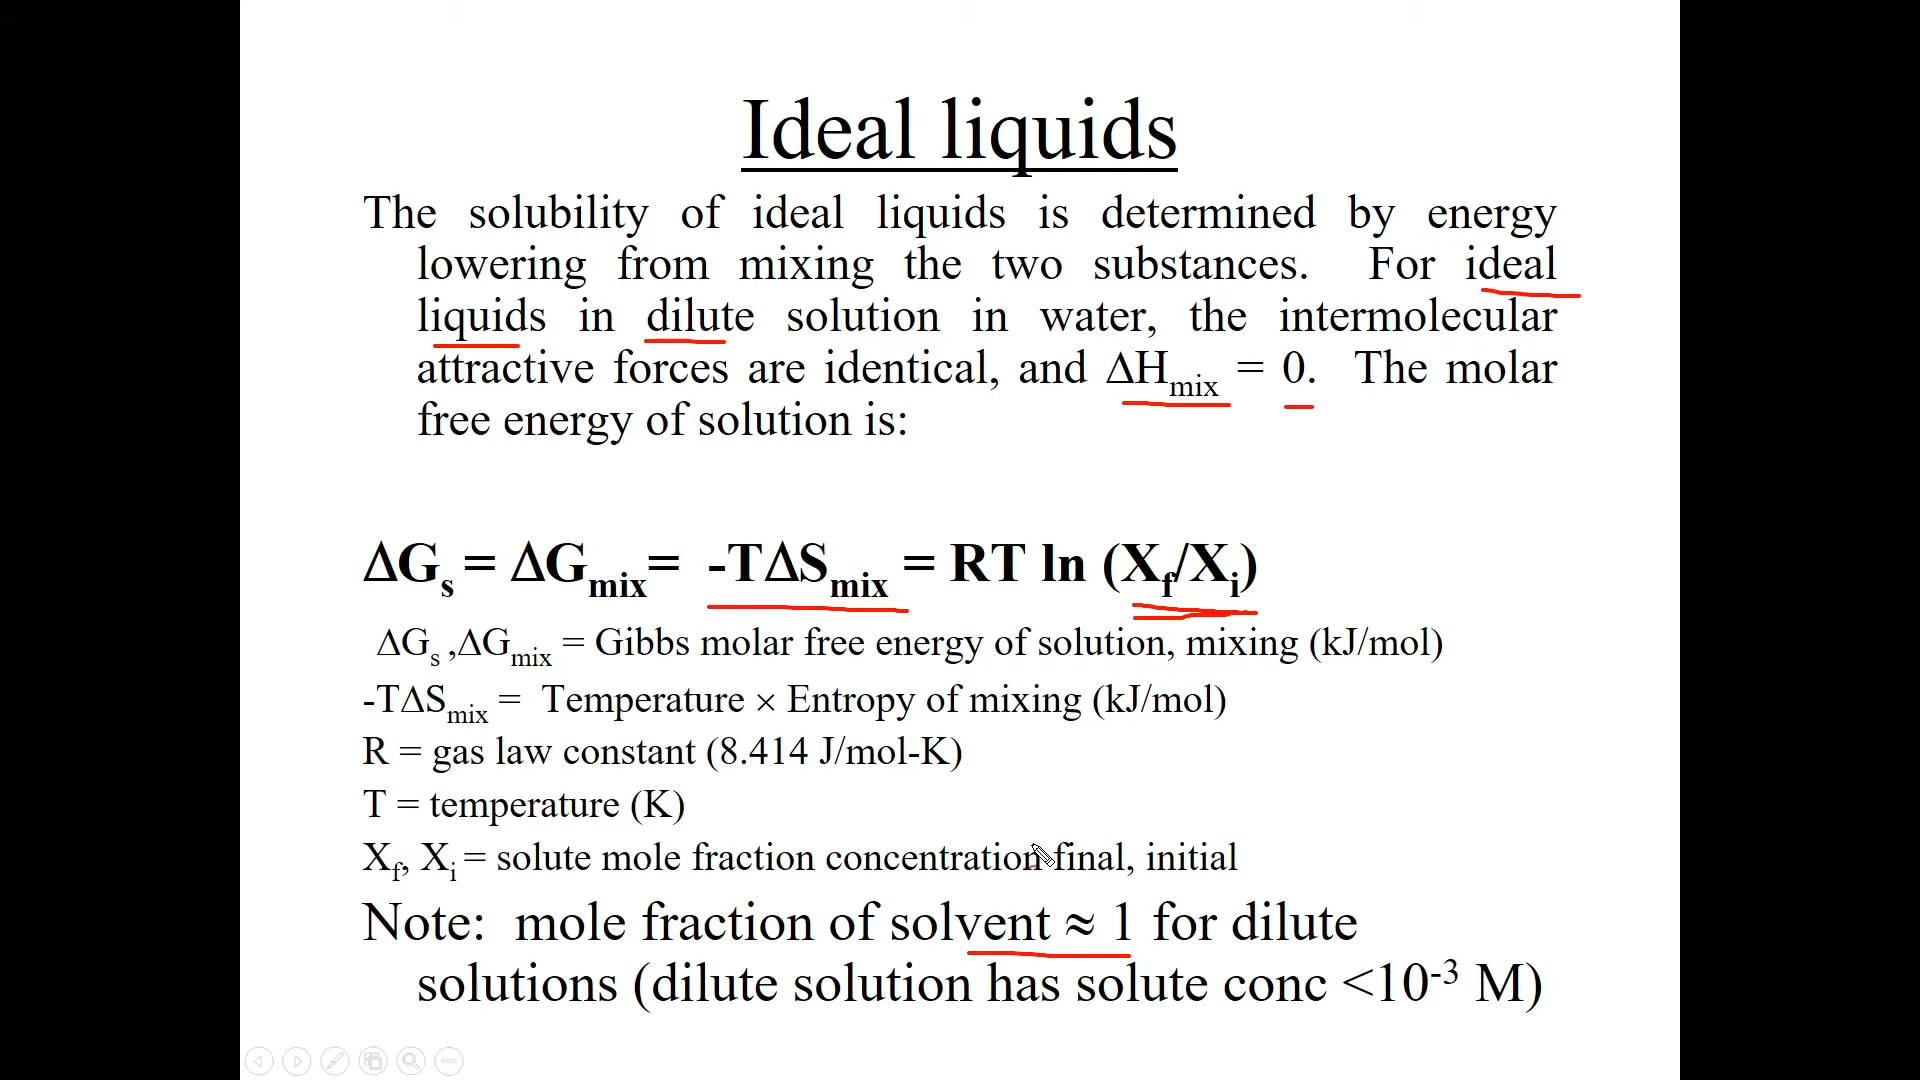 Ideal liquids
The solubility of ideal liquids is determined by energy
lowering from mixing the two substances. For ideal
liquids in dilute solution in water, the intermolecular
attractive forces are identical, and ΔHmix = 0. The molar
free energy of solution is:
ΔGs = ΔGmix= -TΔSmix = RT ln (Xf/Xi)
ΔGs ,ΔGmix = Gibbs molar free energy of solution, mixing (kJ/mol)
-TΔSmix = Temperature × Entropy of mixing (kJ/mol)
R = gas law constant (8.414 J/mol-K)
T = temperature (K)
Xf, Xi = solute mole fraction concentration final, initial
Note: mole fraction of solvent ≈ 1 for dilute
solutions (dilute solution has solute conc <10⁻³ M)